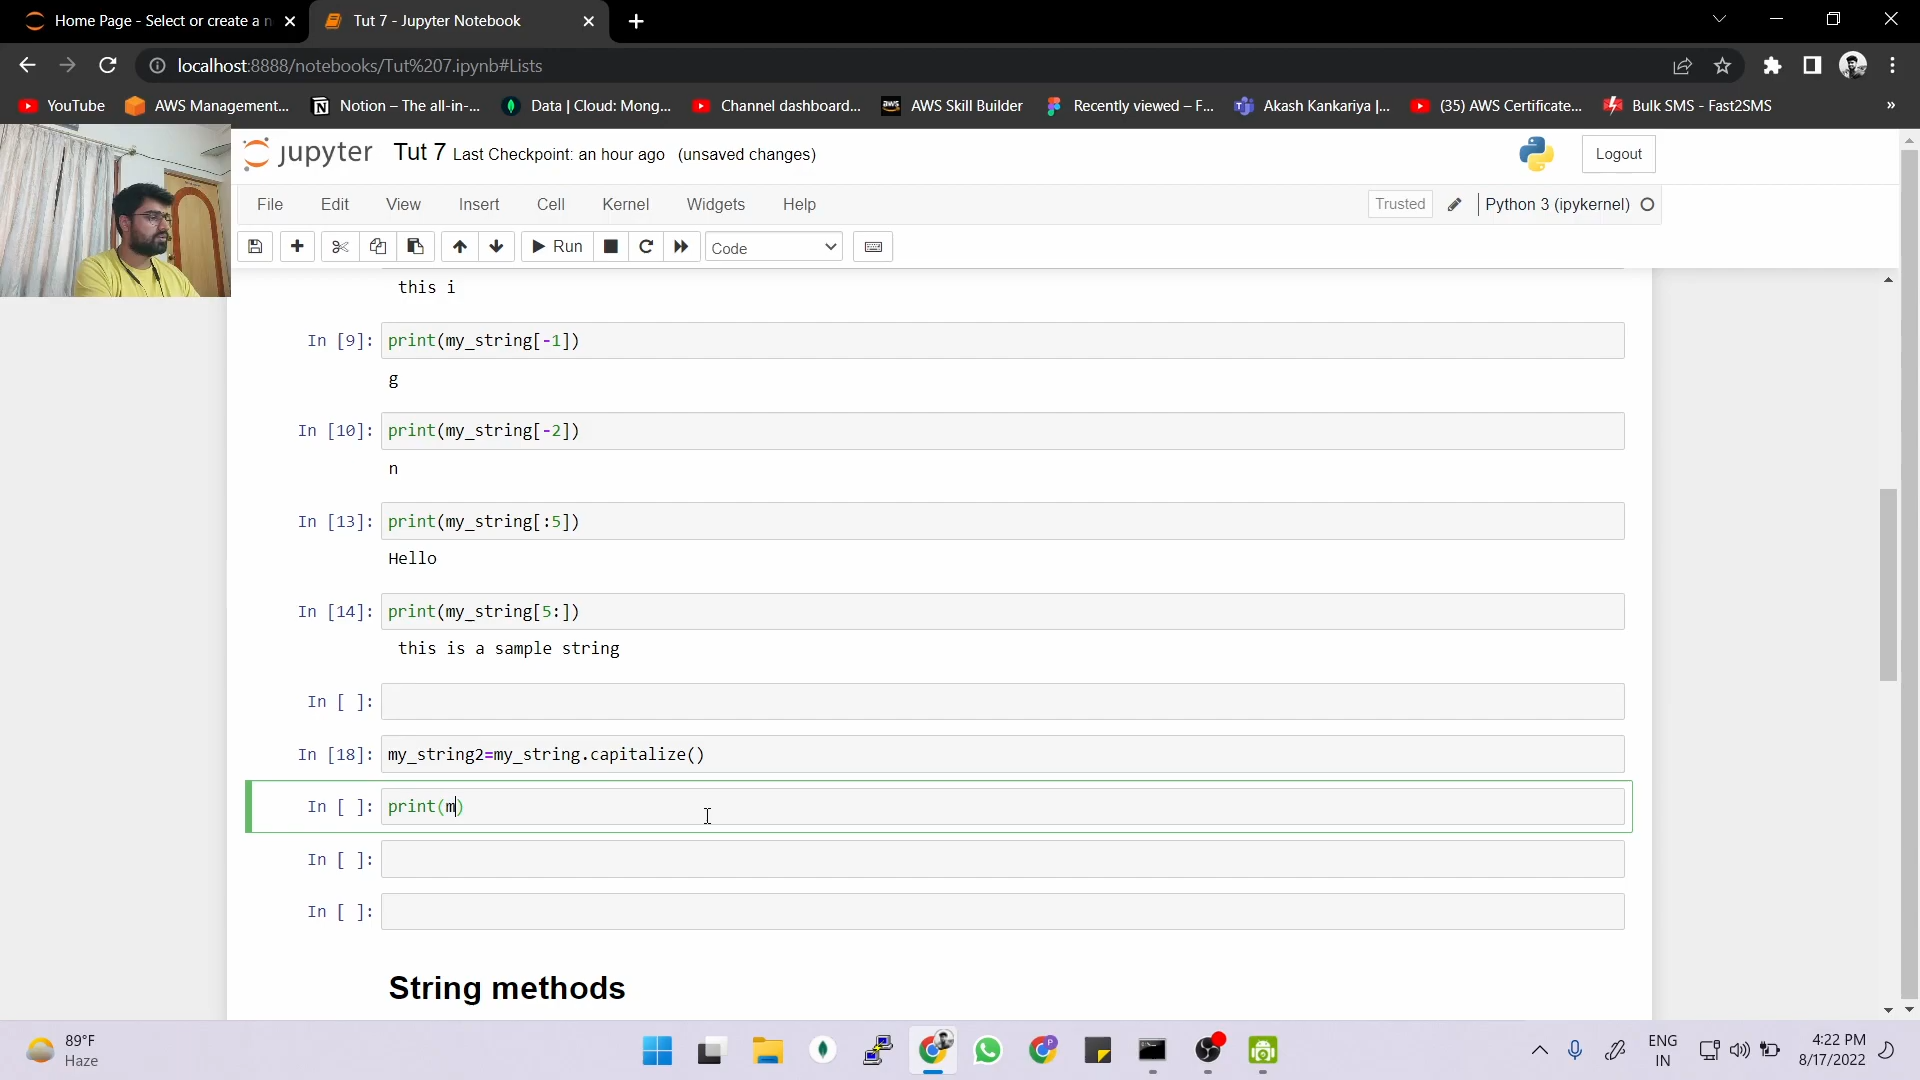 Home Page - Select or create a n
Tut 7 - Jupyter Notebook
localhost:8888/notebooks/Tut%207.ipynb#Lists
YouTube
AWS Management...
Notion – The all-in-...
Data | Cloud: Mong...
Channel dashboard...
aws
AWS Skill Builder
Recently viewed – F...
Akash Kankariya |...
(35) AWS Certificate...
Bulk SMS - Fast2SMS
»
jupyter Tut 7 Last Checkpoint: an hour ago (unsaved changes)
Logout
File Edit View Insert Cell Kernel Widgets Help
Trusted
Python 3 (ipykernel)
Run
Code
this i
In [9]: print(my_string[-1])
g
In [10]: print(my_string[-2])
n
In [13]: print(my_string[:5])
Hello
In [14]: print(my_string[5:])
this is a sample string
In [ ]:
In [18]: my_string2=my_string.capitalize()
In [ ]: print(m)
In [ ]:
In [ ]:
String methods
89°F
Haze
P
ENG
IN
4:22 PM
8/17/2022